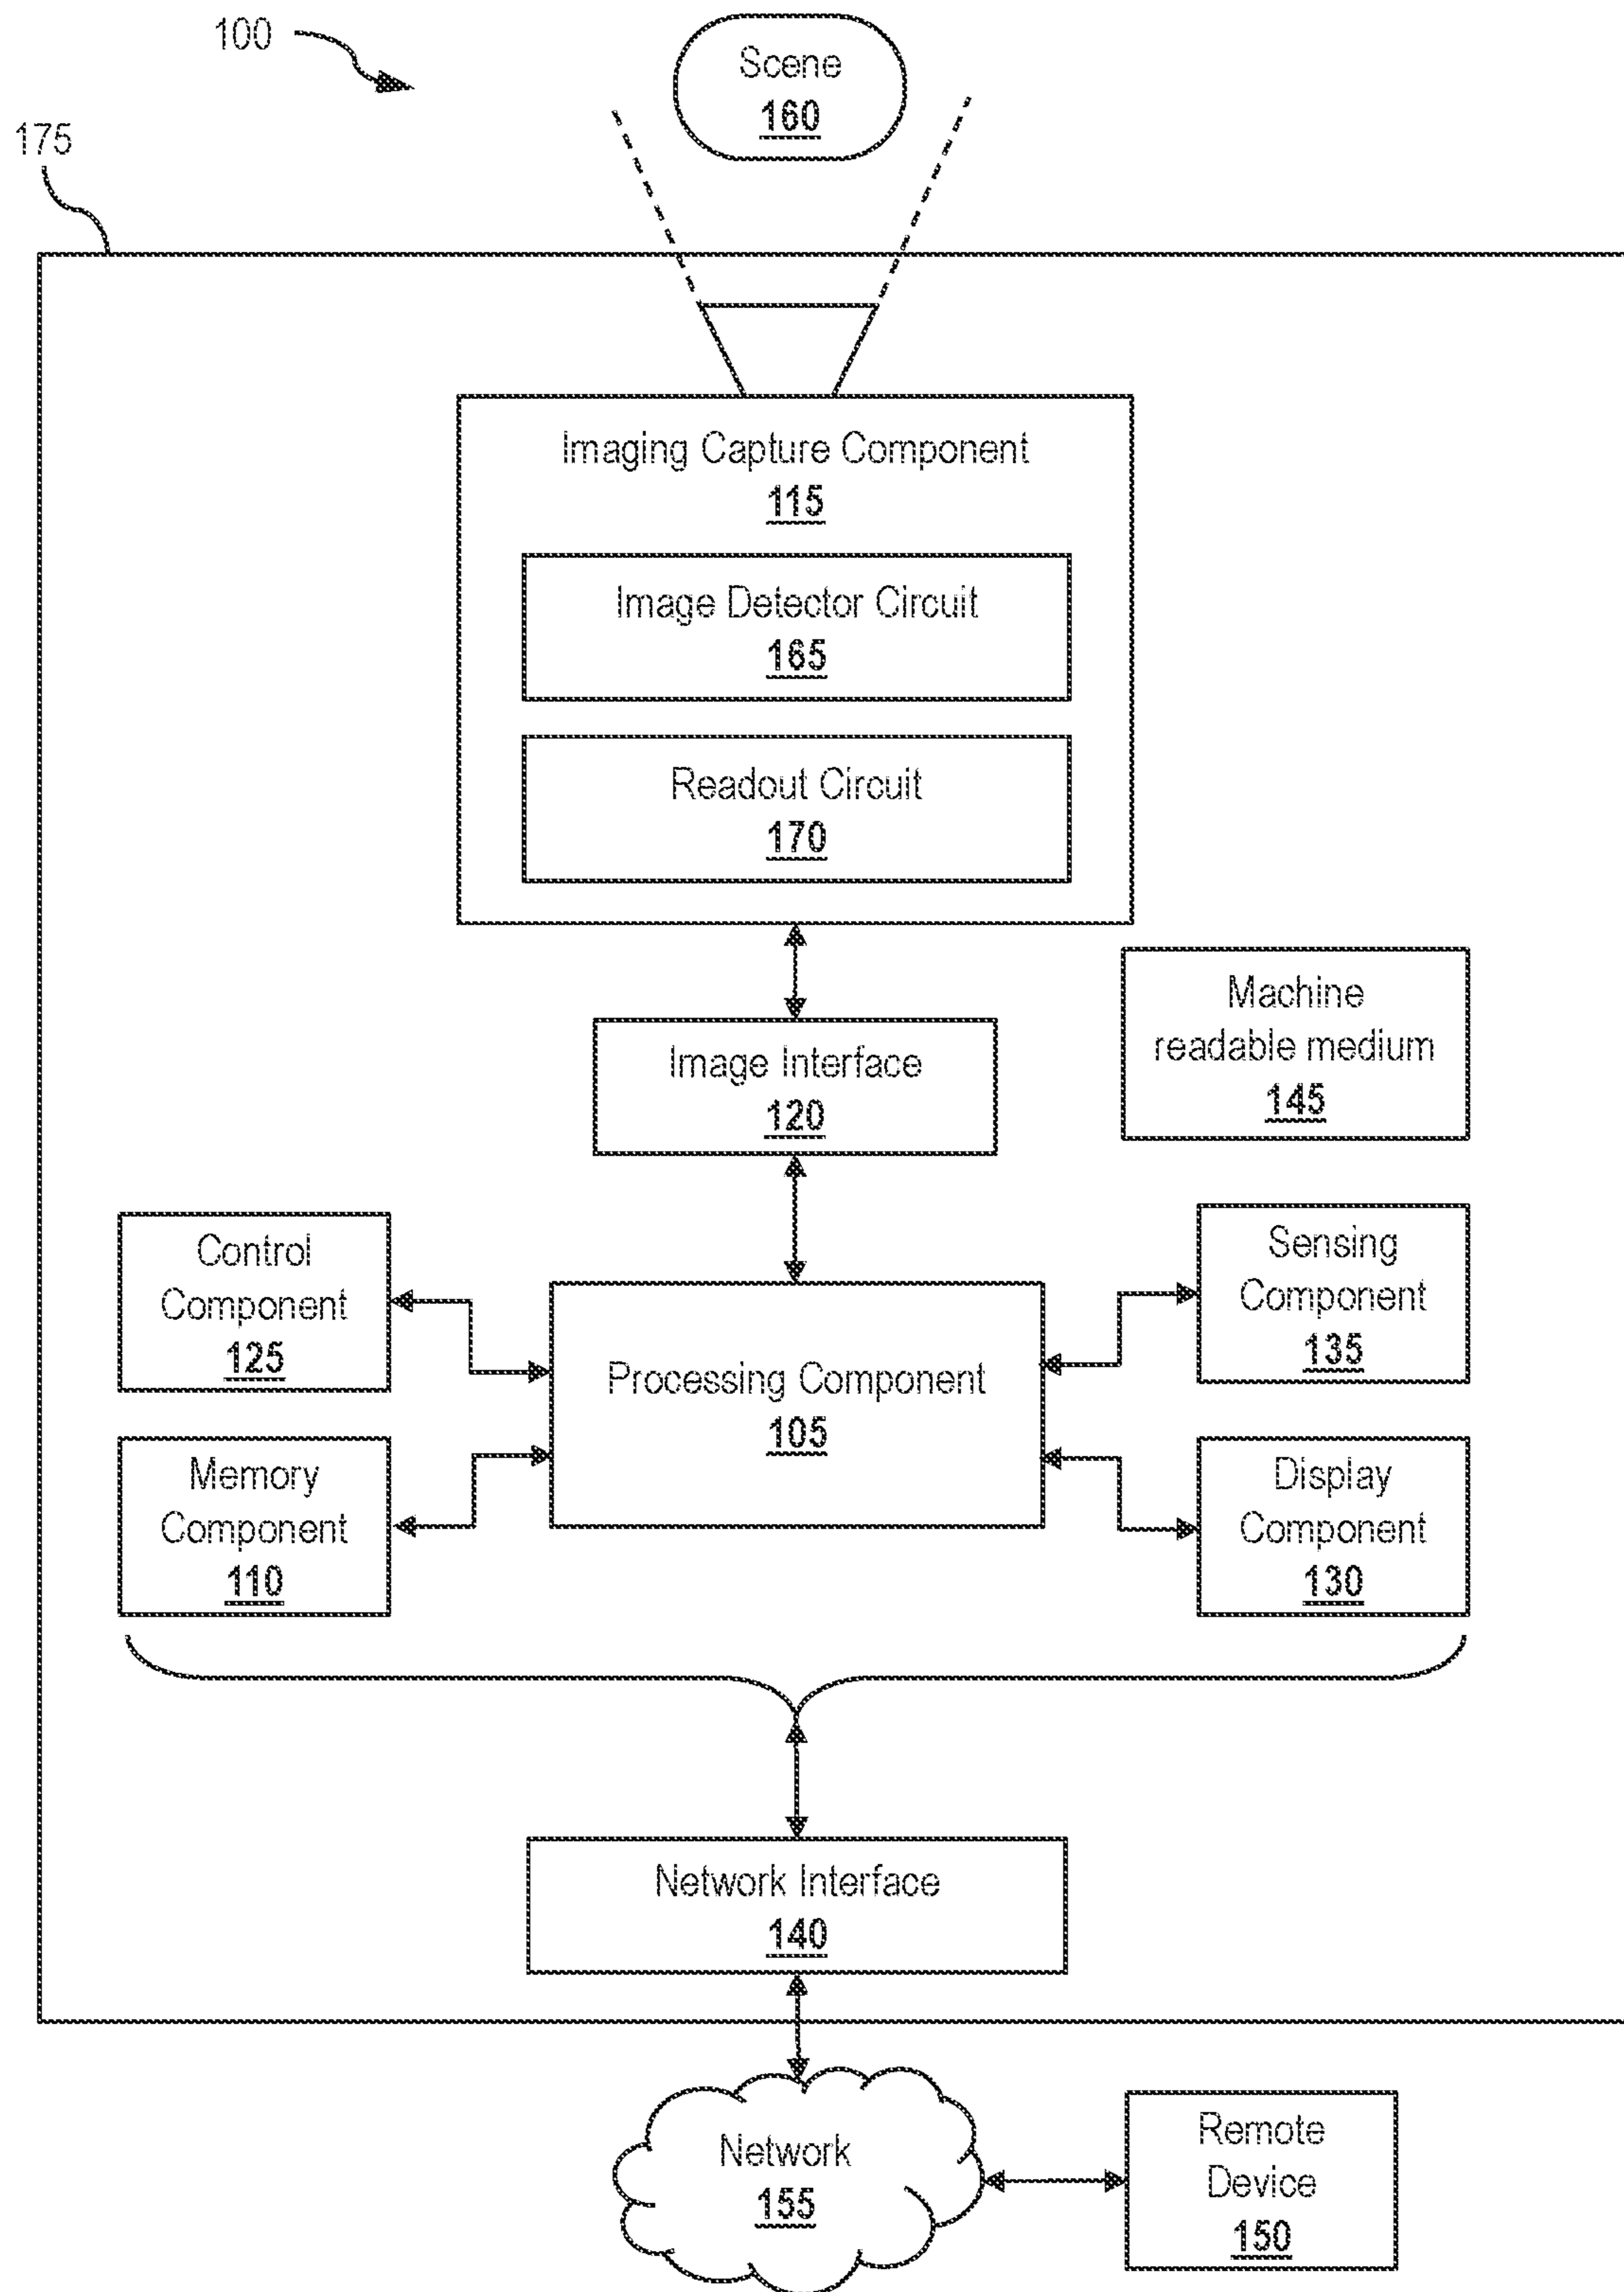 100
Scene
160
175
Imaging Capture Component
115
Image Detector Circuit
165
Readout Circuit
170
Machine
readable medium
145
Image Interface
120
Control
Component
125
Sensing
Component
135
Processing Component
105
Memory
Component
110
Display
Component
130
Network Interface
140
Network
155
Remote
Device
150